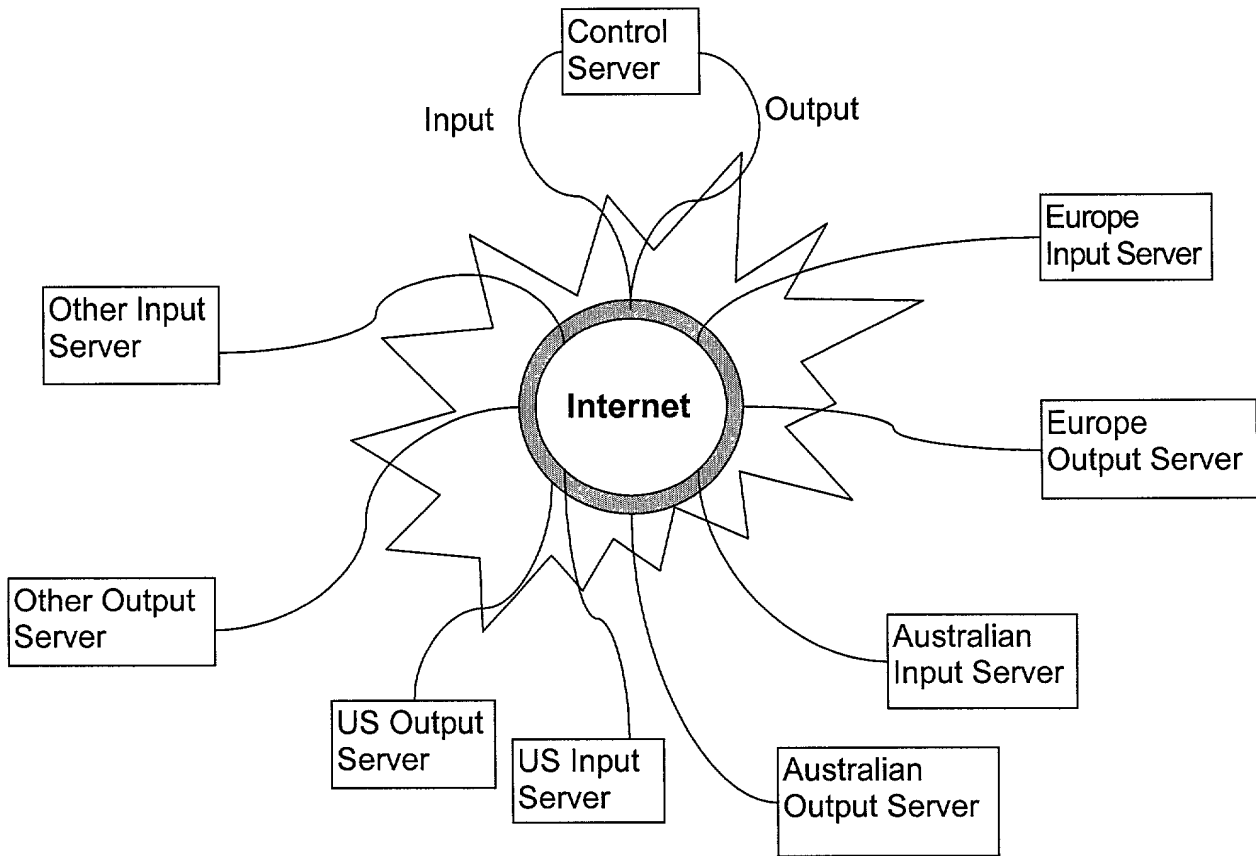 Control
Server
Input
Output
Europe
Input Server
Other Input
Server
Internet
Europe
Output Server
Other Output
Server
Australian
Input Server
US Output
Server
US Input
Server
Australian
Output Server